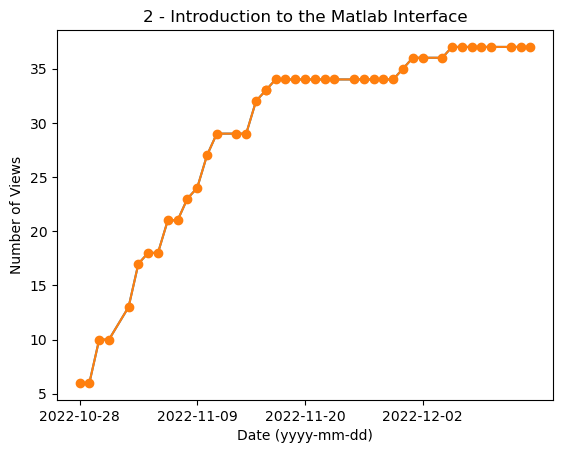 2 - Introduction to the Matlab Interface
Number of Views
35
30
25
20
15
10
5
2022-10-28 2022-11-09 2022-11-20 2022-12-02
Date (yyyy-mm-dd)